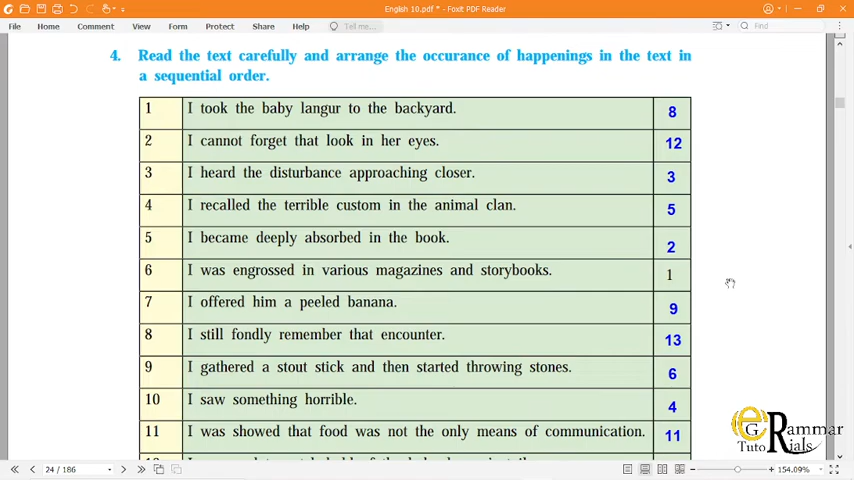 English 10.pdf * - Foxit PDF Reader
File Home Comment View Form Protect Share Help Tell me... Find
4. Read the text carefully and arrange the occurance of happenings in the text in
a sequential order.
1 I took the baby langur to the backyard. 8
2 I cannot forget that look in her eyes. 12
3 I heard the disturbance approaching closer. 3
4 I recalled the terrible custom in the animal clan. 5
5 I became deeply absorbed in the book. 2
6 I was engrossed in various magazines and storybooks. 1
7 I offered him a peeled banana. 9
8 I still fondly remember that encounter. 13
9 I gathered a stout stick and then started throwing stones. 6
10 I saw something horrible. 4
11 I was showed that food was not the only means of communication. 11
eGRammar
TutoRials
24 / 186 154.09%